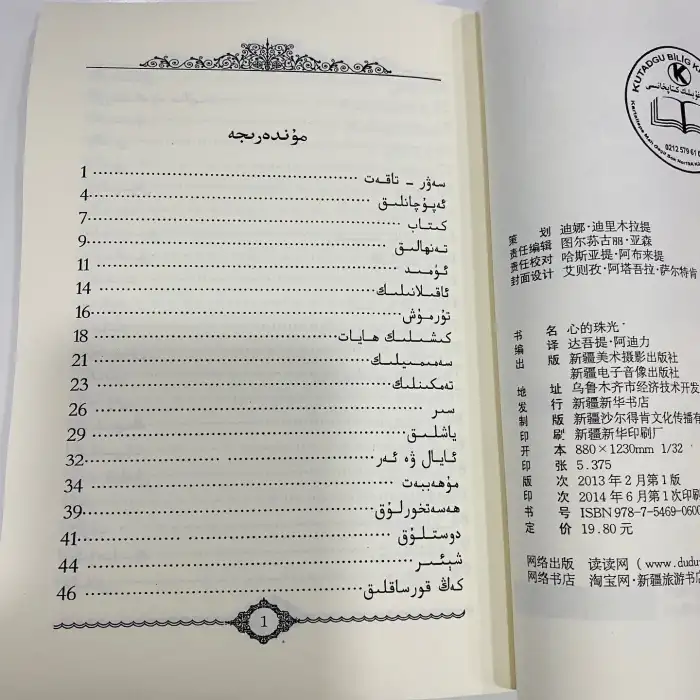 مۇندەرىجە
سەۋر - تاقەت 1
ئەپۇچانلىق 4
كىتاب 7
تەنھالىق 9
ئۈمىد 11
ئاقىلانىلىك 14
تۇرمۇش 16
كىشىلىك ھايات 18
سەمىمىيلىك 21
تەمكىنلىك 23
سىر 26
ياشلىق 29
ئايال ۋە ئەر 32
مۇھەببەت 34
ھەسەتخورلۇق 39
دوستلۇق 41
شېئىر 44
كەڭ قورساقلىق 46
1
KUTADGU BİLİG K
K
0212 579 61
策 划 迪娜·迪里木拉提
责任编辑 图尔荪古丽·亚森
责任校对 哈斯亚提·阿布来提
封面设计 艾则孜·阿塔吾拉·萨尔特肯
书 名 心的珠光
编 译 达吾提·阿迪力
出 版 新疆美术摄影出版社
新疆电子音像出版社
地 址 乌鲁木齐市经济技术开发
发 行 新疆新华书店
制 版 新疆沙尔得肯文化传播有
印 刷 新疆新华印刷厂
开 本 880×1230mm 1/32
印 张 5.375
版 次 2013年2月第1版
印 次 2014年6月第1次印刷
书 号 ISBN 978-7-5469-0600
定 价 19.80元
网络出版 读读网(www.dudu
网络书店 淘宝网·新疆旅游书店